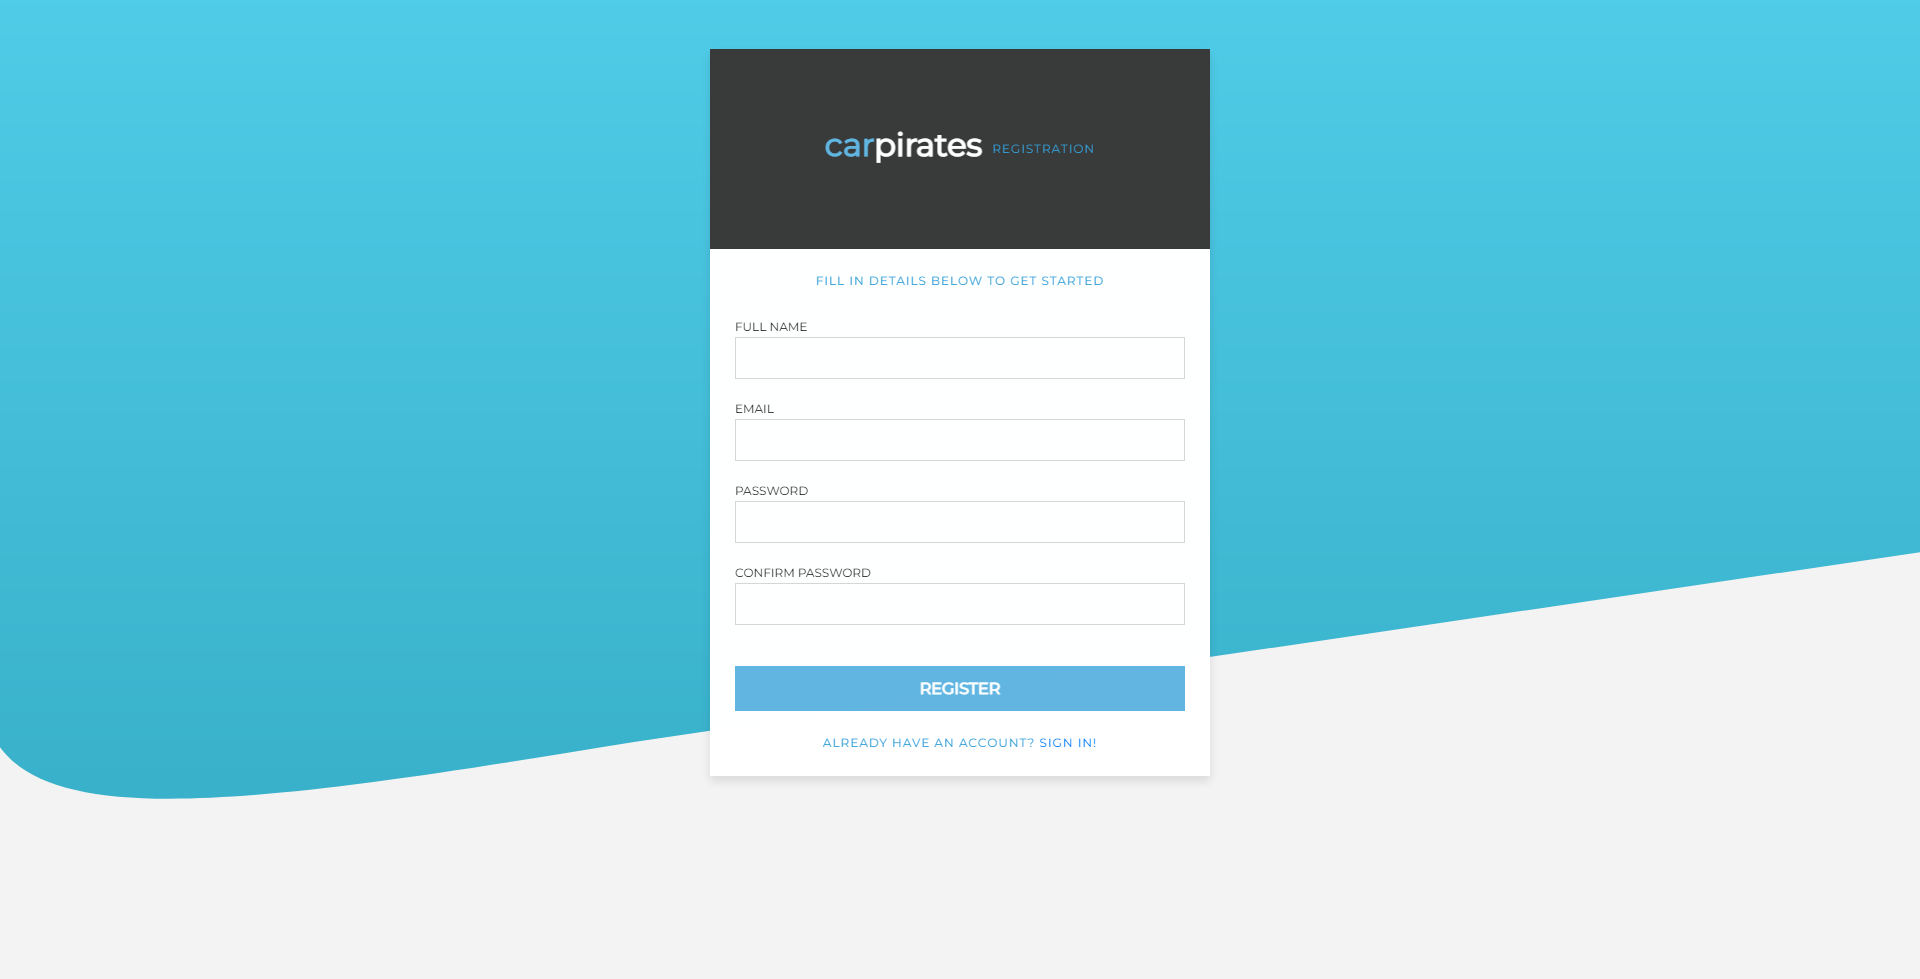 carpirates REGISTRATION
FILL IN DETAILS BELOW TO GET STARTED
FULL NAME
EMAIL
PASSWORD
CONFIRM PASSWORD
REGISTER
ALREADY HAVE AN ACCOUNT? SIGN IN!